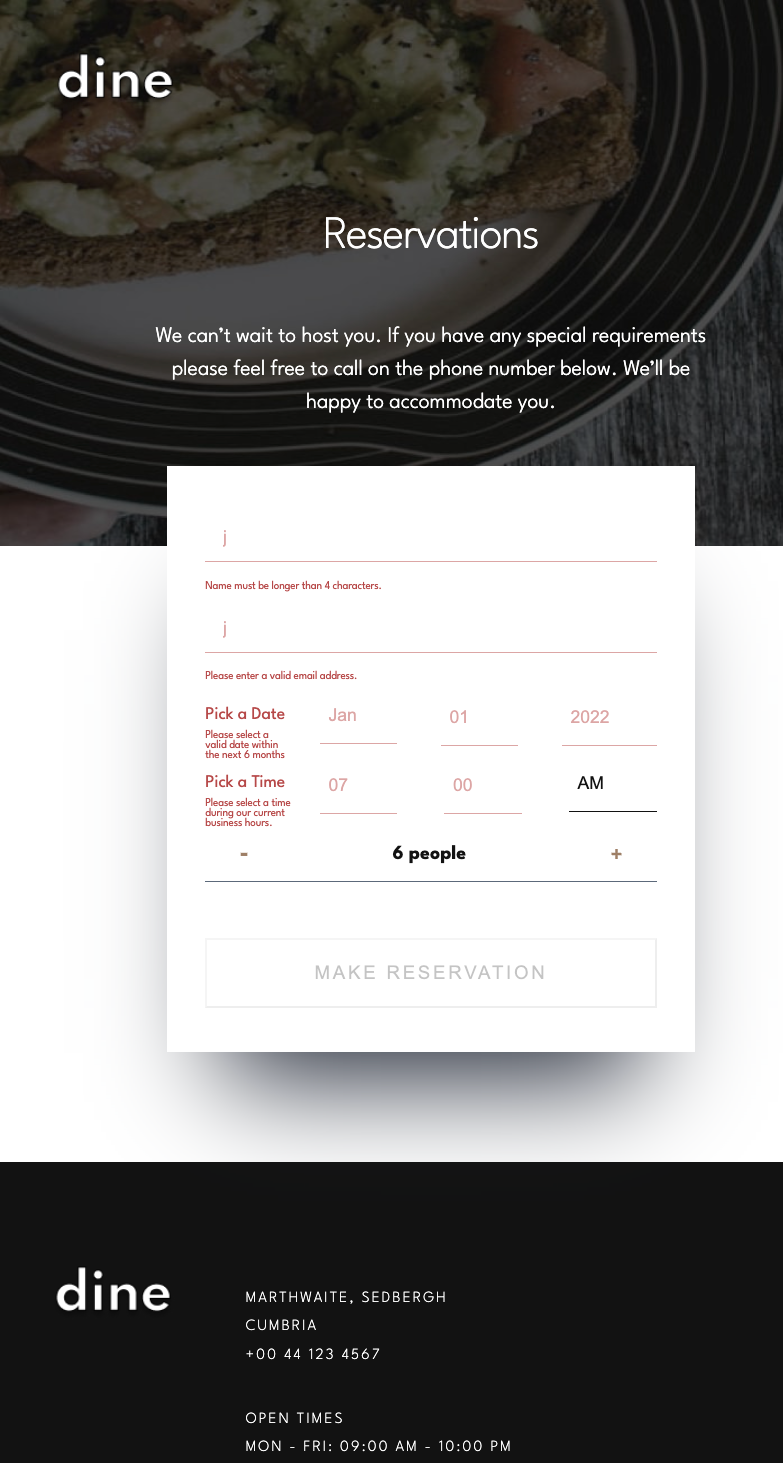 dine
Reservations
We can't wait to host you. If you have any special requirements
please feel free to call on the phone number below. We'll be
happy to accommodate you.
j
Name must be longer than 4 characters.
j
Please enter a valid email address.
Pick a Date Jan 01 2022
Please select a
valid date within
the next 6 months
Pick a Time 07 00 AM
Please select a time
during our current
business hours.
- 6 people +
MAKE RESERVATION
dine
MARTHWAITE, SEDBERGH
CUMBRIA
+00 44 123 4567
OPEN TIMES
MON - FRI: 09:00 AM - 10:00 PM